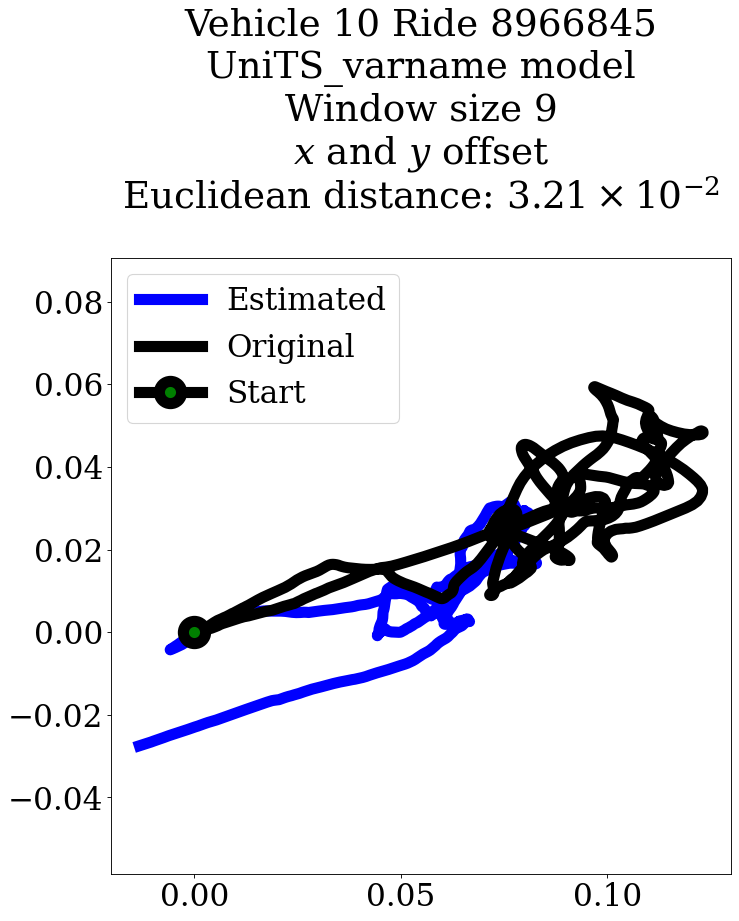 Vehicle 10 Ride 8966845
UniTS_varname model
Window size 9
x and y offset
Euclidean distance: 3.21 × 10⁻²
Estimated
Original
Start
0.08
0.06
0.04
0.02
0.00
−0.02
−0.04
0.00 0.05 0.10